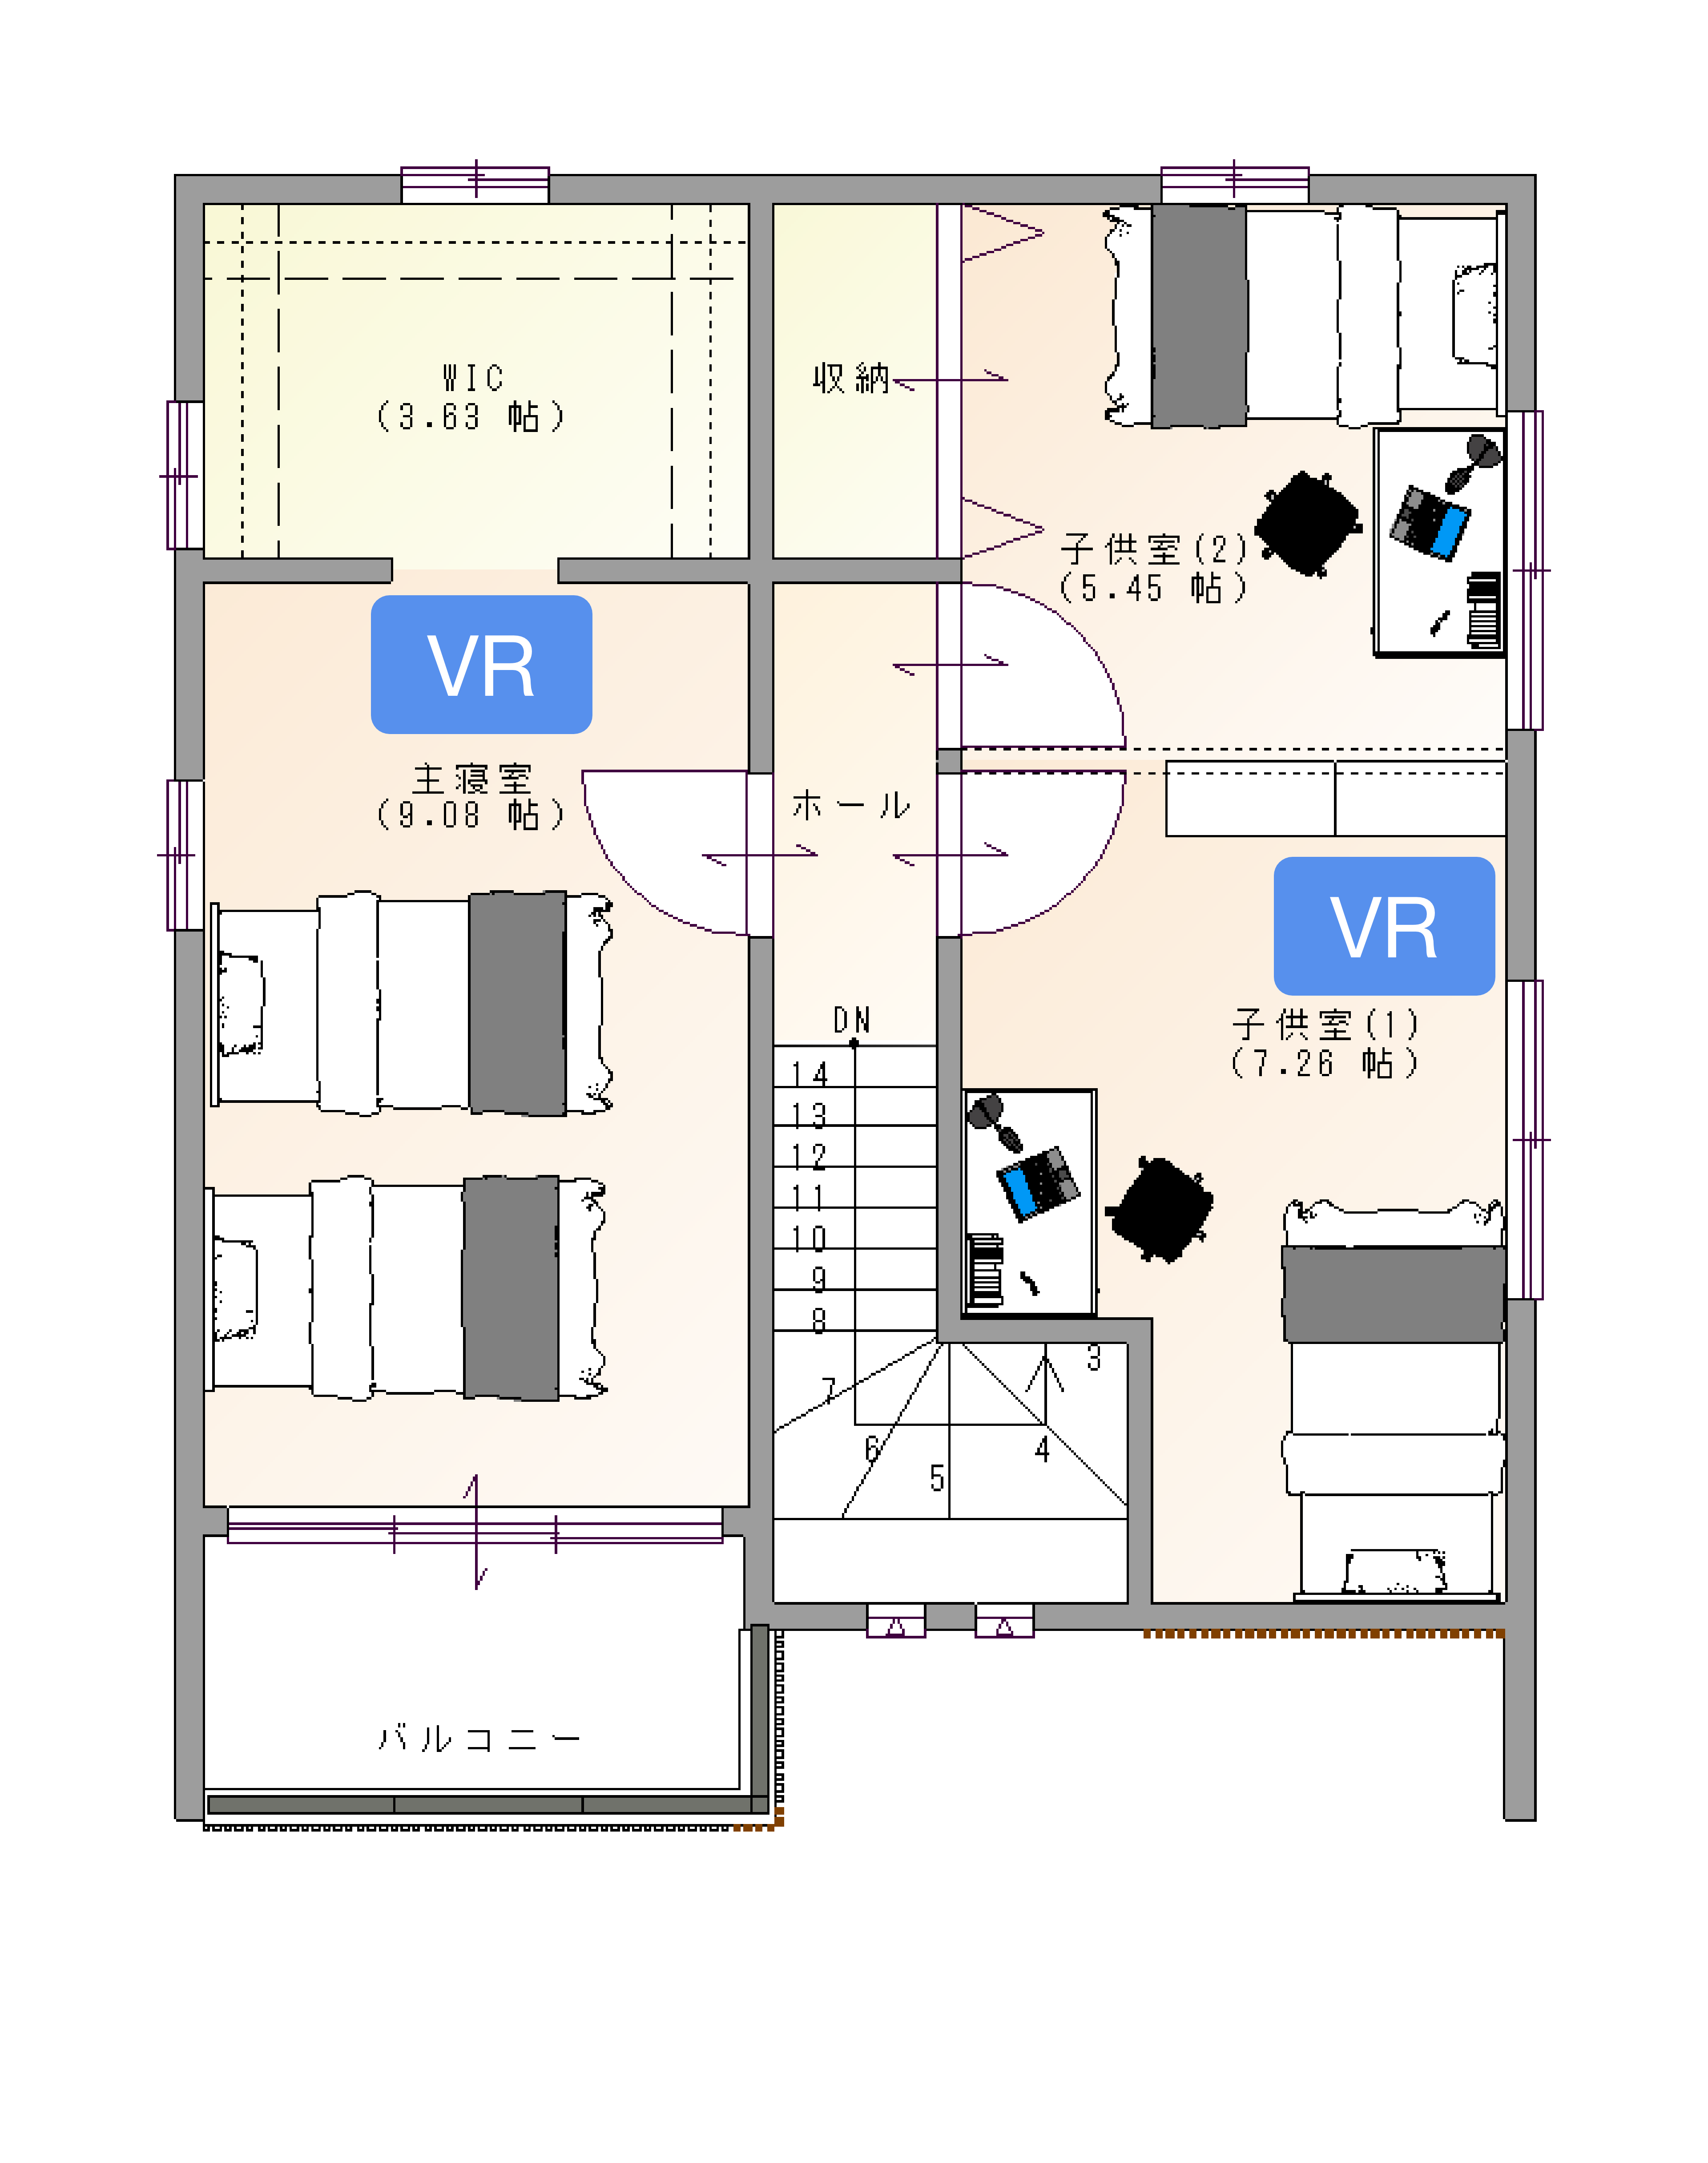 WIC
(3.63 帖)
収納
子供室(2)
(5.45 帖)
VR
主寝室
(9.08 帖)
ホール
VR
子供室(1)
(7.26 帖)
DN
14
13
12
11
10
9
8
7
6
5
4
3
バルコニー